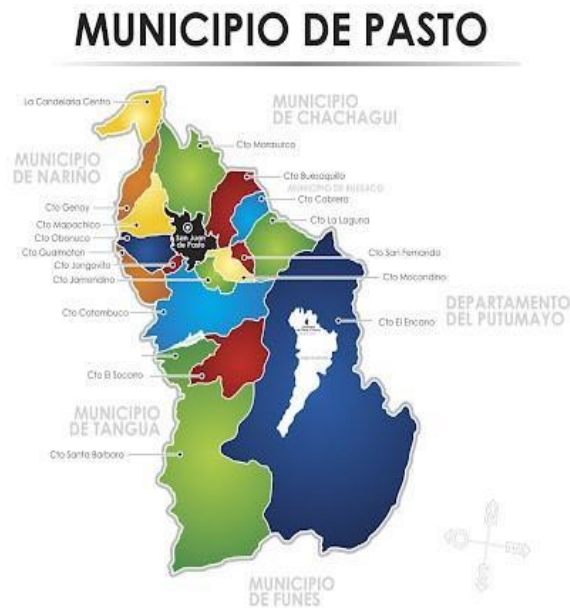 MUNICIPIO DE PASTO
La Candelaria Centro
MUNICIPIO
DE CHACHAGUI
Cto Morasurco
MUNICIPIO
DE NARIÑO
Cto Buesaquillo
MUNICIPIO DE BUESACO
Cto Cabrera
Cto Genoy
Cto La Laguna
Cto Mapachico
Cto Obonuco
San Juan
de Pasto
Cto Gualmatan
Cto San Fernando
Cto Jongovito
Cto Mocondino
Cto Jamondino
DEPARTAMENTO
DEL PUTUMAYO
Cto Catambuco
Cto El Encano
Cto El Socorro
MUNICIPIO
DE TANGUA
Cto Santa Barbara
MUNICIPIO
DE FUNES